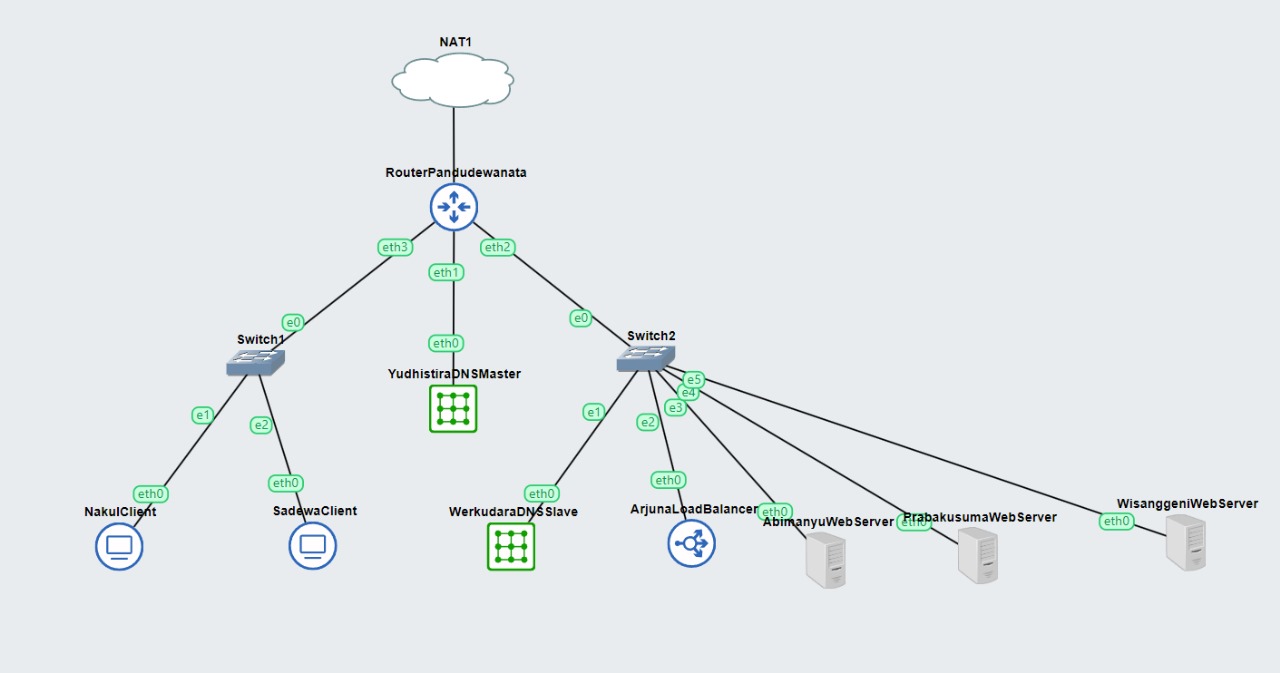 NAT1
RouterPandudewanata
eth3
eth2
eth1
e0
e0
Switch1
Switch2
eth0
YudhistiraDNSMaster
e5
e4
e3
e1
e2
e1
e2
eth0
eth0
eth0
eth0
NakulClient
SadewaClient
WerkudaraDNSSlave
ArjunaLoadBalancer
eth0
AbimanyuWebServer
eth0
PrabakusumaWebServer
eth0
WisanggeniWebServer